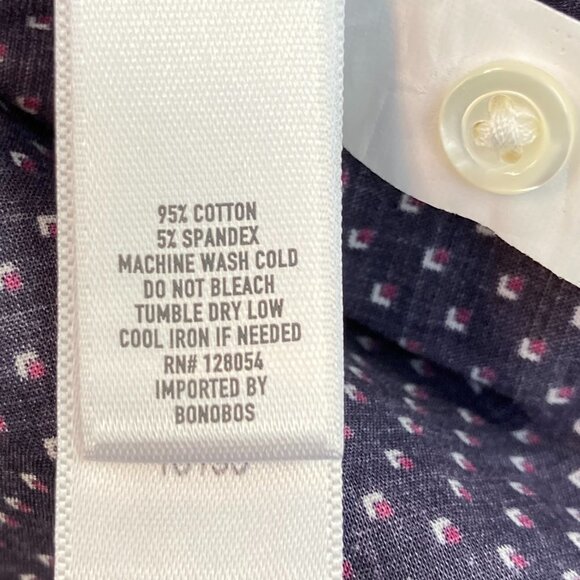 95% COTTON
5% SPANDEX
MACHINE WASH COLD
DO NOT BLEACH
TUMBLE DRY LOW
COOL IRON IF NEEDED
RN# 128054
IMPORTED BY
BONOBOS